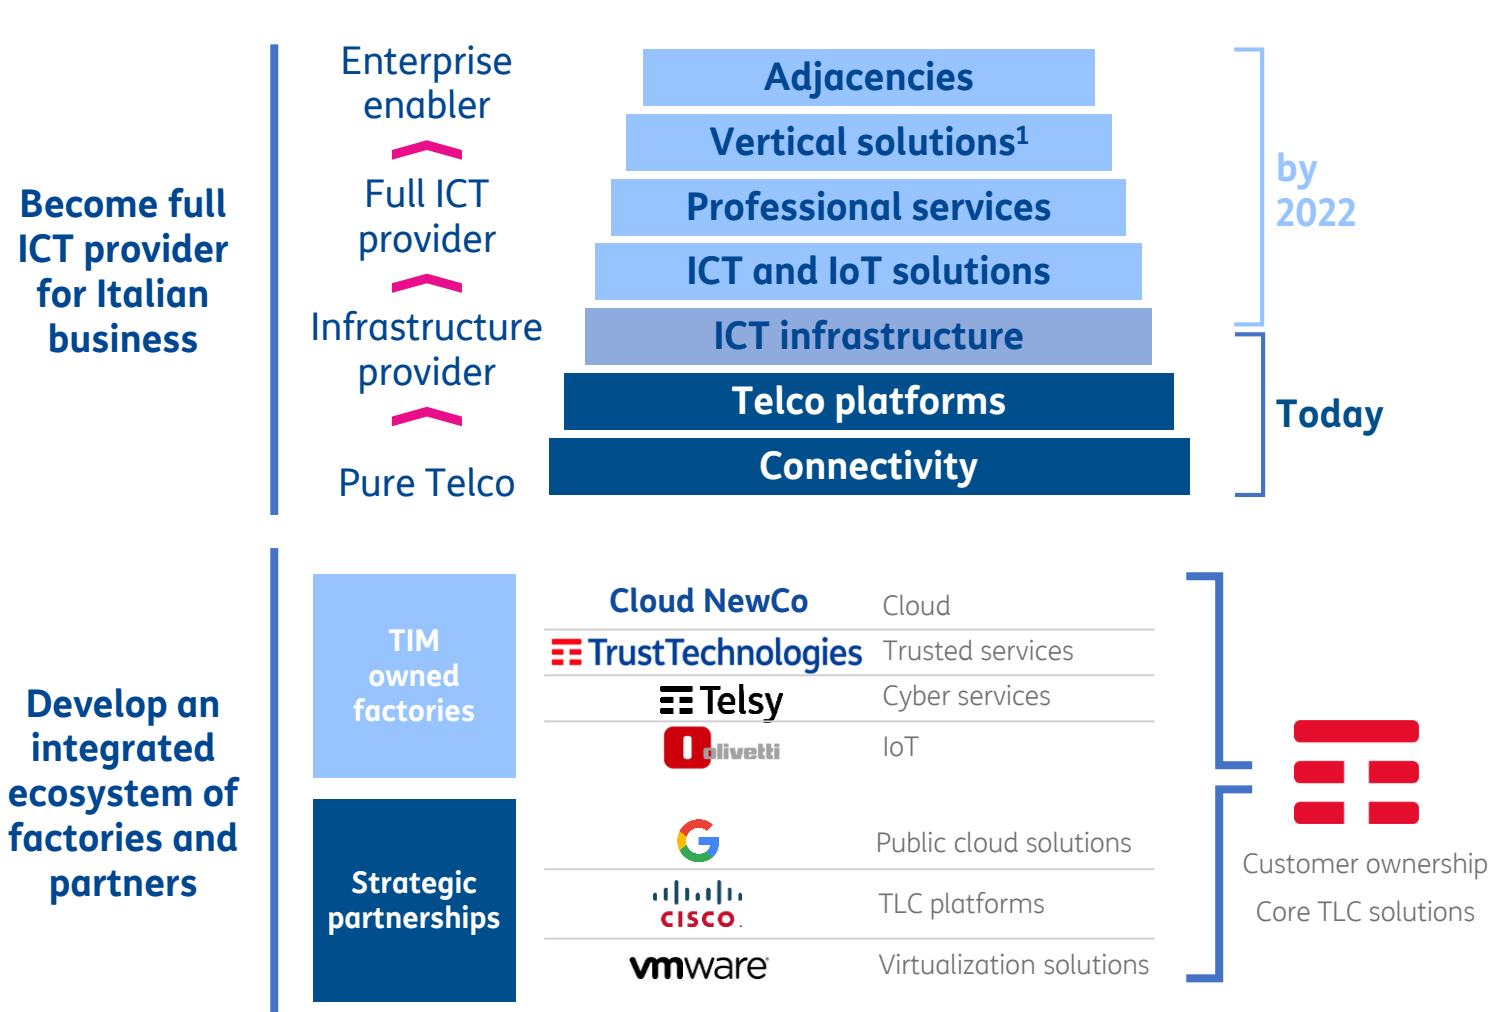 Become full
ICT provider
for Italian
business
Enterprise
enabler
Full ICT
provider
Infrastructure
provider
Pure Telco
Adjacencies
Vertical solutions¹
Professional services
ICT and IoT solutions
ICT infrastructure
Telco platforms
Connectivity
by
2022
Today
Develop an
integrated
ecosystem of
factories and
partners
TIM
owned
factories
Cloud NewCo Cloud
TrustTechnologies Trusted services
Telsy Cyber services
olivetti IoT
Strategic
partnerships
G Public cloud solutions
CISCO. TLC platforms
vmware Virtualization solutions
Customer ownership
Core TLC solutions